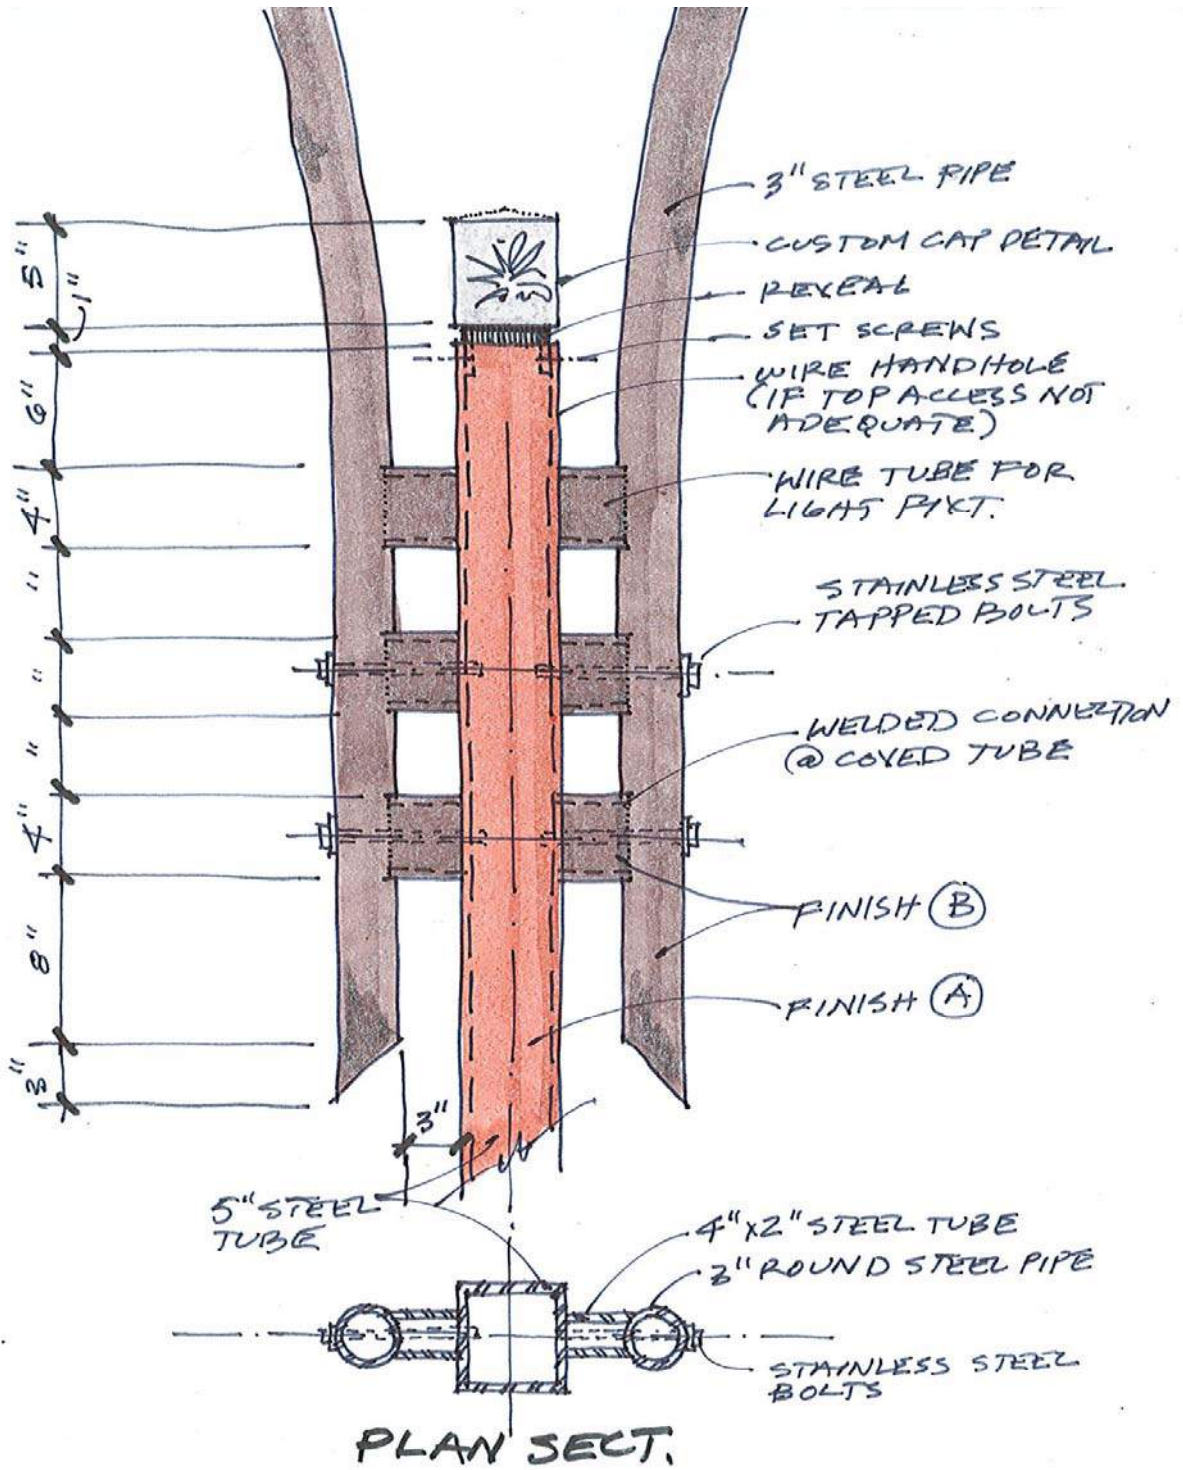 3" STEEL PIPE
CUSTOM CAP DETAIL
REVEAL
SET SCREWS
WIRE HANDHOLE
(IF TOP ACCESS NOT
ADEQUATE)
WIRE TUBE FOR
LIGHT FIXT.
STAINLESS STEEL
TAPPED BOLTS
WELDED CONNECTION
@ COVED TUBE
FINISH B
FINISH A
5"
1"
6"
4"
"
"
"
4"
8"
3"
3"
5" STEEL
TUBE
4" X 2" STEEL TUBE
3" ROUND STEEL PIPE
STAINLESS STEEL
BOLTS
PLAN SECT.